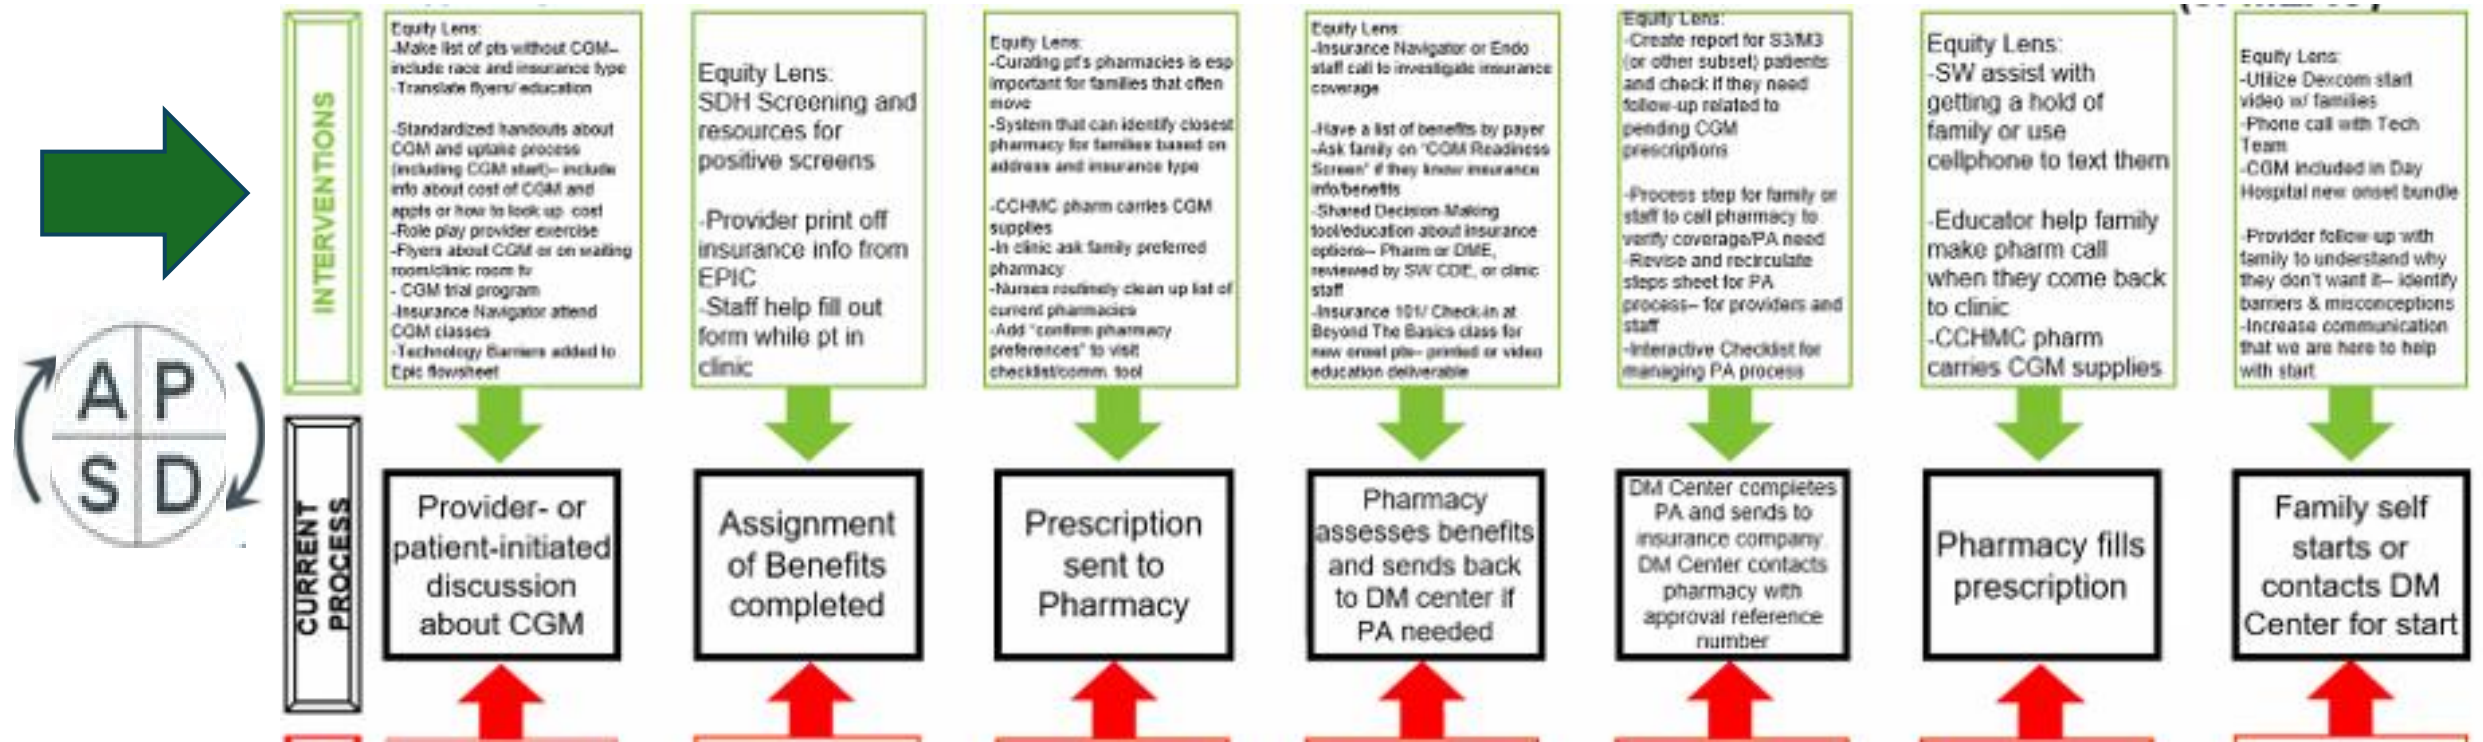 INTERVENTIONS
Equity Lens:
-Make list of pts without CGM--
include race and insurance type
-Translate flyers/ education
-Standardized handouts about
CGM and uptake process
(including CGM start)-- include
info about cost of CGM and
appts or how to look up cost
-Role play provider exercise
-Flyers about CGM or on waiting
room/clinic room tv
- CGM trial program
-Insurance Navigator attend
CGM classes
-Technology Barriers added to
Epic flowsheet
Equity Lens:
SDH Screening and
resources for
positive screens
-Provider print off
insurance info from
EPIC
-Staff help fill out
form while pt in
clinic
Equity Lens:
-Curating pt's pharmacies is esp
important for families that often
move
-System that can identify closest
pharmacy for families based on
address and insurance type
-CCHMC pharm carries CGM
supplies
-In clinic ask family preferred
pharmacy
-Nurses routinely clean up list of
current pharmacies
-Add "confirm pharmacy
preferences" to visit
checklist/comm. tool
Equity Lens:
-Insurance Navigator or Endo
staff call to investigate insurance
coverage
-Have a list of benefits by payer
-Ask family on "CGM Readiness
Screen" if they know insurance
info/benefits
-Shared Decision-Making
tool/education about insurance
options-- Pharm or DME,
reviewed by SW CDE, or clinic
staff
-Insurance 101/ Check-in at
Beyond The Basics class for
new onset pts-- printed or video
education deliverable
Equity Lens:
-Create report for S3/M3
(or other subset) patients
and check if they need
follow-up related to
pending CGM
prescriptions
-Process step for family or
staff to call pharmacy to
verify coverage/PA need
-Revise and recirculate
steps sheet for PA
process-- for providers and
staff
-Interactive Checklist for
managing PA process
Equity Lens:
-SW assist with
getting a hold of
family or use
cellphone to text them
-Educator help family
make pharm call
when they come back
to clinic
-CCHMC pharm
carries CGM supplies
Equity Lens:
-Utilize Dexcom start
video w/ families
-Phone call with Tech
Team
-CGM included in Day
Hospital new onset bundle
-Provider follow-up with
family to understand why
they don't want it-- identify
barriers & misconceptions
-Increase communication
that we are here to help
with start
A P
S D
CURRENT
PROCESS
Provider- or
patient-initiated
discussion
about CGM
Assignment
of Benefits
completed
Prescription
sent to
Pharmacy
Pharmacy
assesses benefits
and sends back
to DM center if
PA needed
DM Center completes
PA and sends to
insurance company.
DM Center contacts
pharmacy with
approval reference
number
Pharmacy fills
prescription
Family self
starts or
contacts DM
Center for start